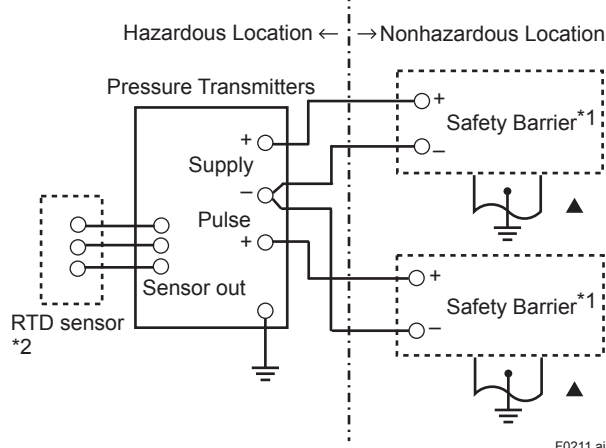 Hazardous Location ← → Nonhazardous Location
Pressure Transmitters
+
Supply
–
Pulse
+
Sensor out
RTD sensor
*2
+
Safety Barrier*1
–
+
Safety Barrier*1
–
F0211.ai